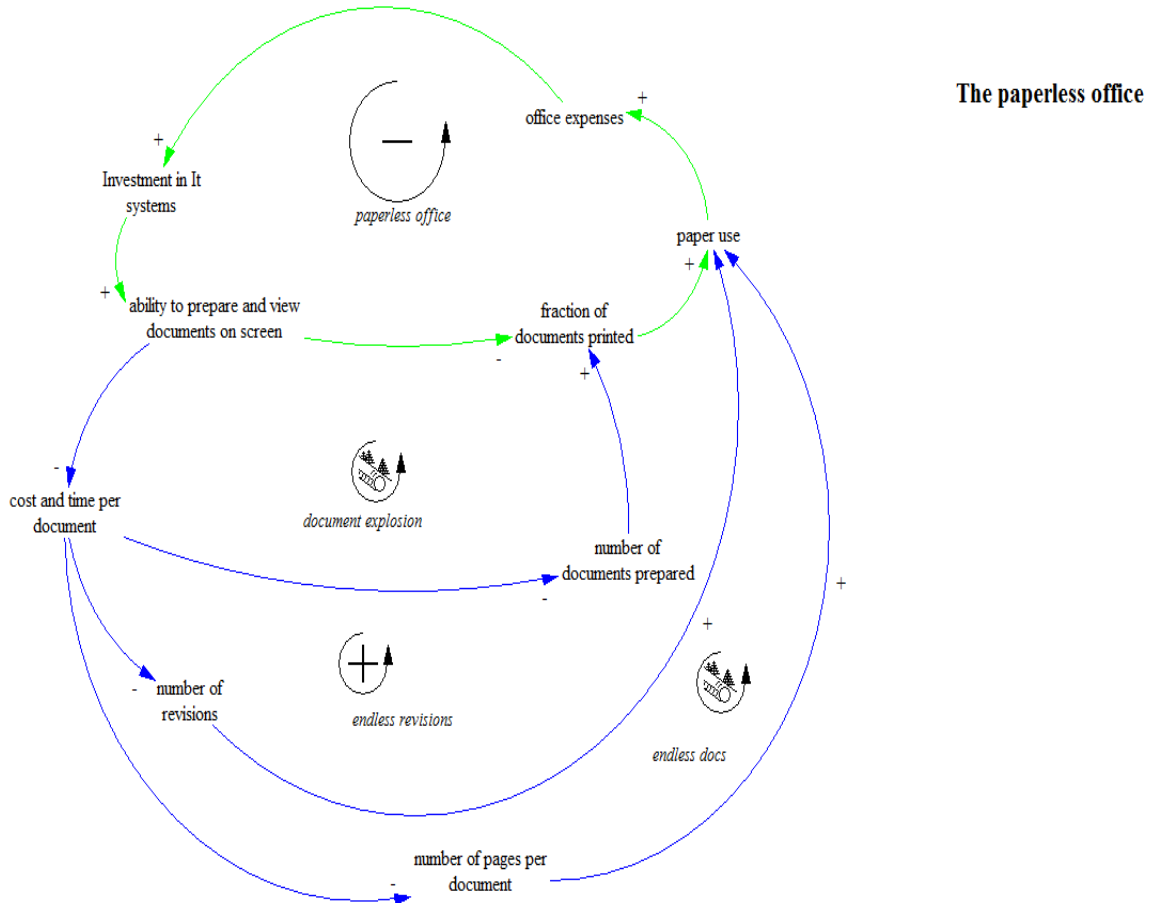 The paperless office
+
office expenses
+
Investment in It
systems
paperless office
paper use
+
+
ability to prepare and view
documents on screen
fraction of
documents printed
-
+
-
cost and time per
document
document explosion
number of
documents prepared
-
+
+
-
number of
revisions
endless revisions
endless docs
number of pages per
document
-